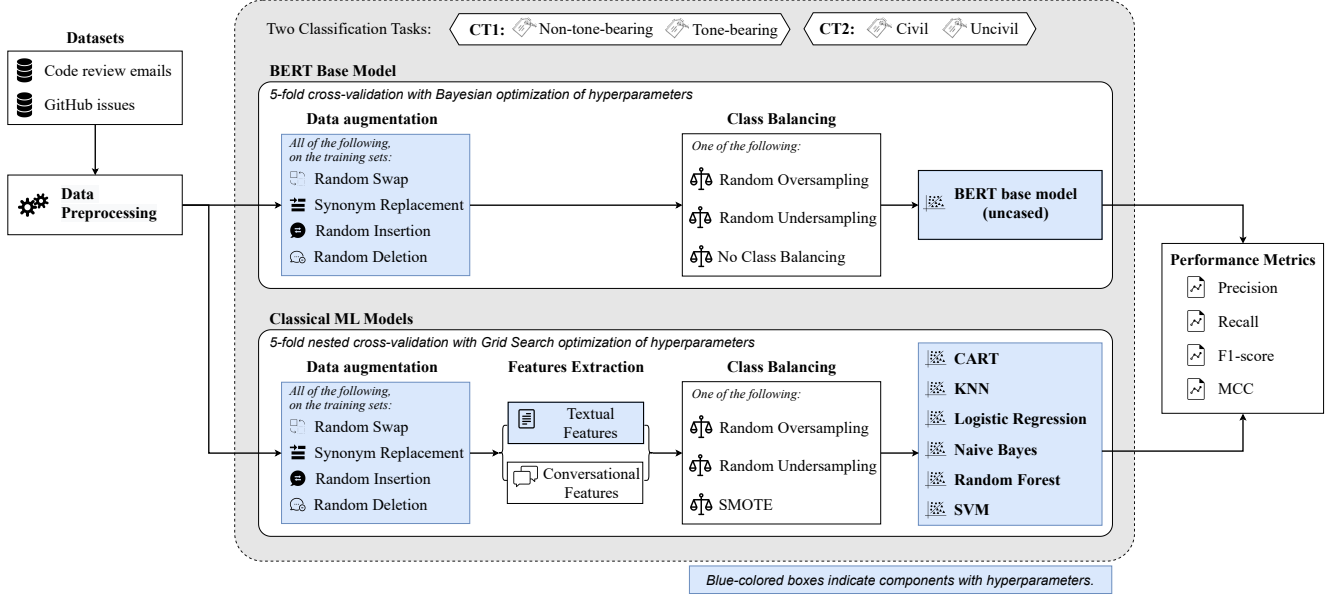 Two Classification Tasks: CT1: Non-tone-bearing Tone-bearing CT2: Civil Uncivil
Datasets
Code review emails
GitHub issues
Data
Preprocessing
BERT Base Model
5-fold cross-validation with Bayesian optimization of hyperparameters
Data augmentation
All of the following,
on the training sets:
Random Swap
Synonym Replacement
Random Insertion
Random Deletion
Class Balancing
One of the following:
Random Oversampling
Random Undersampling
No Class Balancing
BERT base model
(uncased)
Classical ML Models
5-fold nested cross-validation with Grid Search optimization of hyperparameters
Data augmentation
All of the following,
on the training sets:
Random Swap
Synonym Replacement
Random Insertion
Random Deletion
Features Extraction
Textual
Features
Conversational
Features
Class Balancing
One of the following:
Random Oversampling
Random Undersampling
SMOTE
CART
KNN
Logistic Regression
Naive Bayes
Random Forest
SVM
Performance Metrics
Precision
Recall
F1-score
MCC
Blue-colored boxes indicate components with hyperparameters.